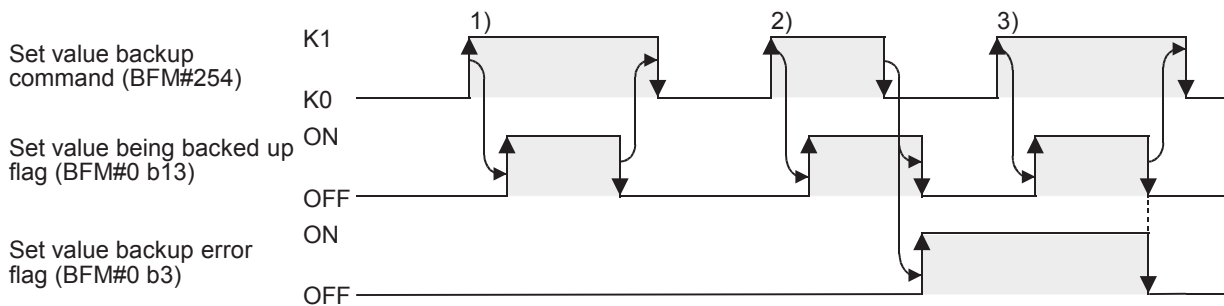 1)
2)
3)
Set value backup
command (BFM#254)
K1
K0
Set value being backed up
flag (BFM#0 b13)
ON
OFF
Set value backup error
flag (BFM#0 b3)
ON
OFF